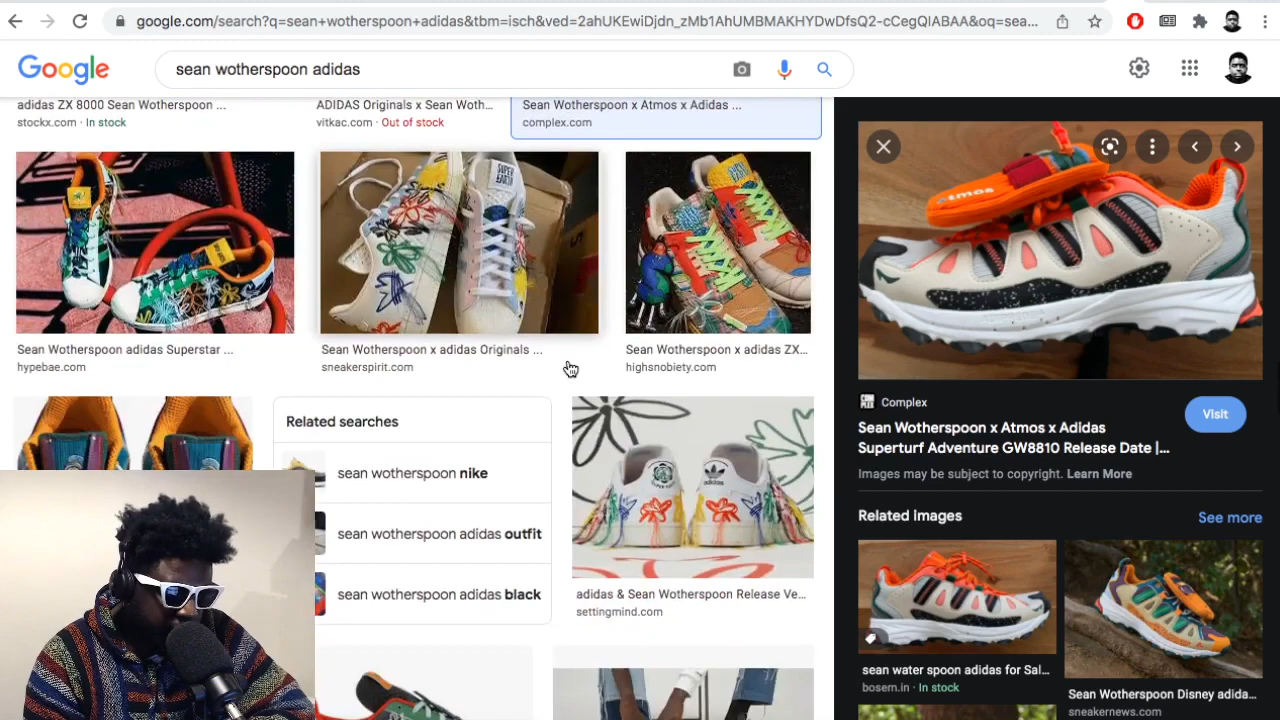 google.com/search?q=sean+wotherspoon+adidas&tbm=isch&ved=2ahUKEwiDjdn_zMb1AhUMBMAKHYDwDfsQ2-cCegQIABAA&oq=sea...
Google
sean wotherspoon adidas
adidas ZX 8000 Sean Wotherspoon ...
stockx.com · In stock
ADIDAS Originals x Sean Woth...
vitkac.com · Out of stock
Sean Wotherspoon x Atmos x Adidas ...
complex.com
SUPER
EARTH
atmos
Sean Wotherspoon adidas Superstar ...
hypebae.com
Sean Wotherspoon x adidas Originals ...
sneakerspirit.com
Sean Wotherspoon x adidas ZX...
highsnobiety.com
Complex
Sean Wotherspoon x Atmos x Adidas
Superturf Adventure GW8810 Release Date |...
Visit
Images may be subject to copyright. Learn More
Related searches
sean wotherspoon nike
sean wotherspoon adidas outfit
sean wotherspoon adidas black
adidas
adidas & Sean Wotherspoon Release Ve...
settingmind.com
Related images
See more
sean water spoon adidas for Sal...
bosem.in · In stock
Sean Wotherspoon Disney adida...
sneakernews.com